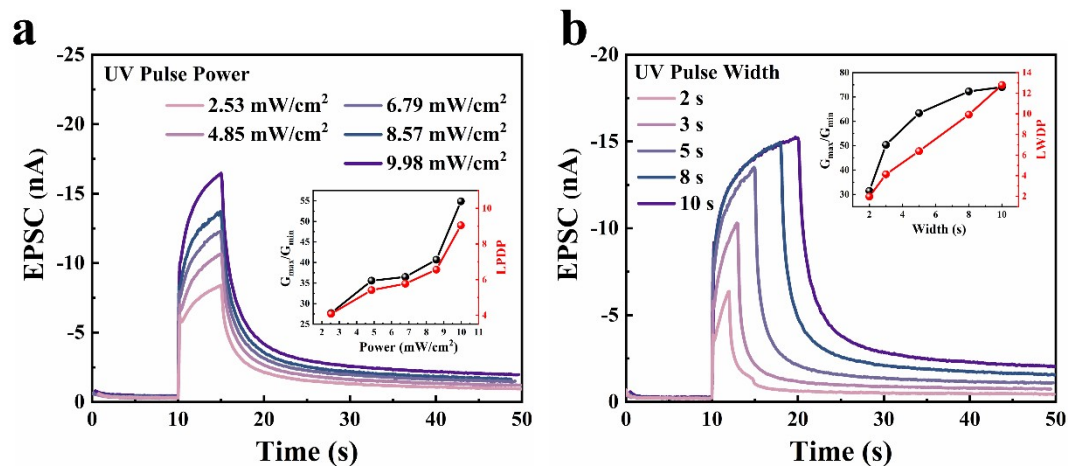 a
UV Pulse Power
2.53 mW/cm²
4.85 mW/cm²
6.79 mW/cm²
8.57 mW/cm²
9.98 mW/cm²
EPSC (nA)
-25
-20
-15
-10
-5
0
0 10 20 30 40 50
Time (s)
Gmax/Gmin
55
50
45
40
35
30
25
2 3 4 5 6 7 8 9 10 11
Power (mW/cm²)
10
8
6
4
LPDP
b
UV Pulse Width
2 s
3 s
5 s
8 s
10 s
EPSC (nA)
-20
-15
-10
-5
0
0 10 20 30 40 50
Time (s)
Gmax/Gmin
80
70
60
50
40
30
2 4 6 8 10
Width (s)
14
12
10
8
6
4
2
LWDP